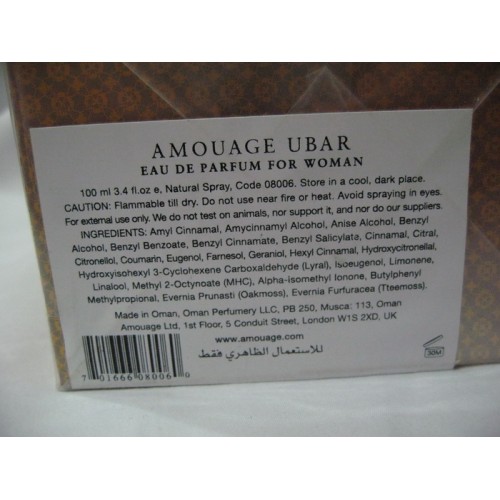 AMOUAGE UBAR
EAU DE PARFUM FOR WOMAN
100 ml 3.4 fl.oz e, Natural Spray, Code 08006. Store in a cool, dark place.
CAUTION: Flammable till dry. Do not use near fire or heat. Avoid spraying in eyes.
For external use only. We do not test on animals, nor support it, and nor do our suppliers.
INGREDIENTS: Amyl Cinnamal, Amycinnamyl Alcohol, Anise Alcohol, Benzyl
Alcohol, Benzyl Benzoate, Benzyl Cinnamate, Benzyl Salicylate, Cinnamal, Citral,
Citronellol, Coumarin, Eugenol, Farnesol, Geraniol, Hexyl Cinnamal, Hydroxycitronellal,
Hydroxyisohexyl 3-Cyclohexene Carboxaldehyde (Lyral), Isoeugenol, Limonene,
Linalool, Methyl 2-Octynoate (MHC), Alpha-isomethyl Ionone, Butylphenyl
Methylpropional, Evernia Prunasti (Oakmoss), Evernia Furfuracea (Tteemoss).
Made in Oman, Oman Perfumery LLC, PB 250, Musca: 113, Oman
Amouage Ltd, 1st Floor, 5 Conduit Street, London W1S 2XD, UK
www.amouage.com
للاستعمال الظاهري فقط
7 01666 08006 0
30M